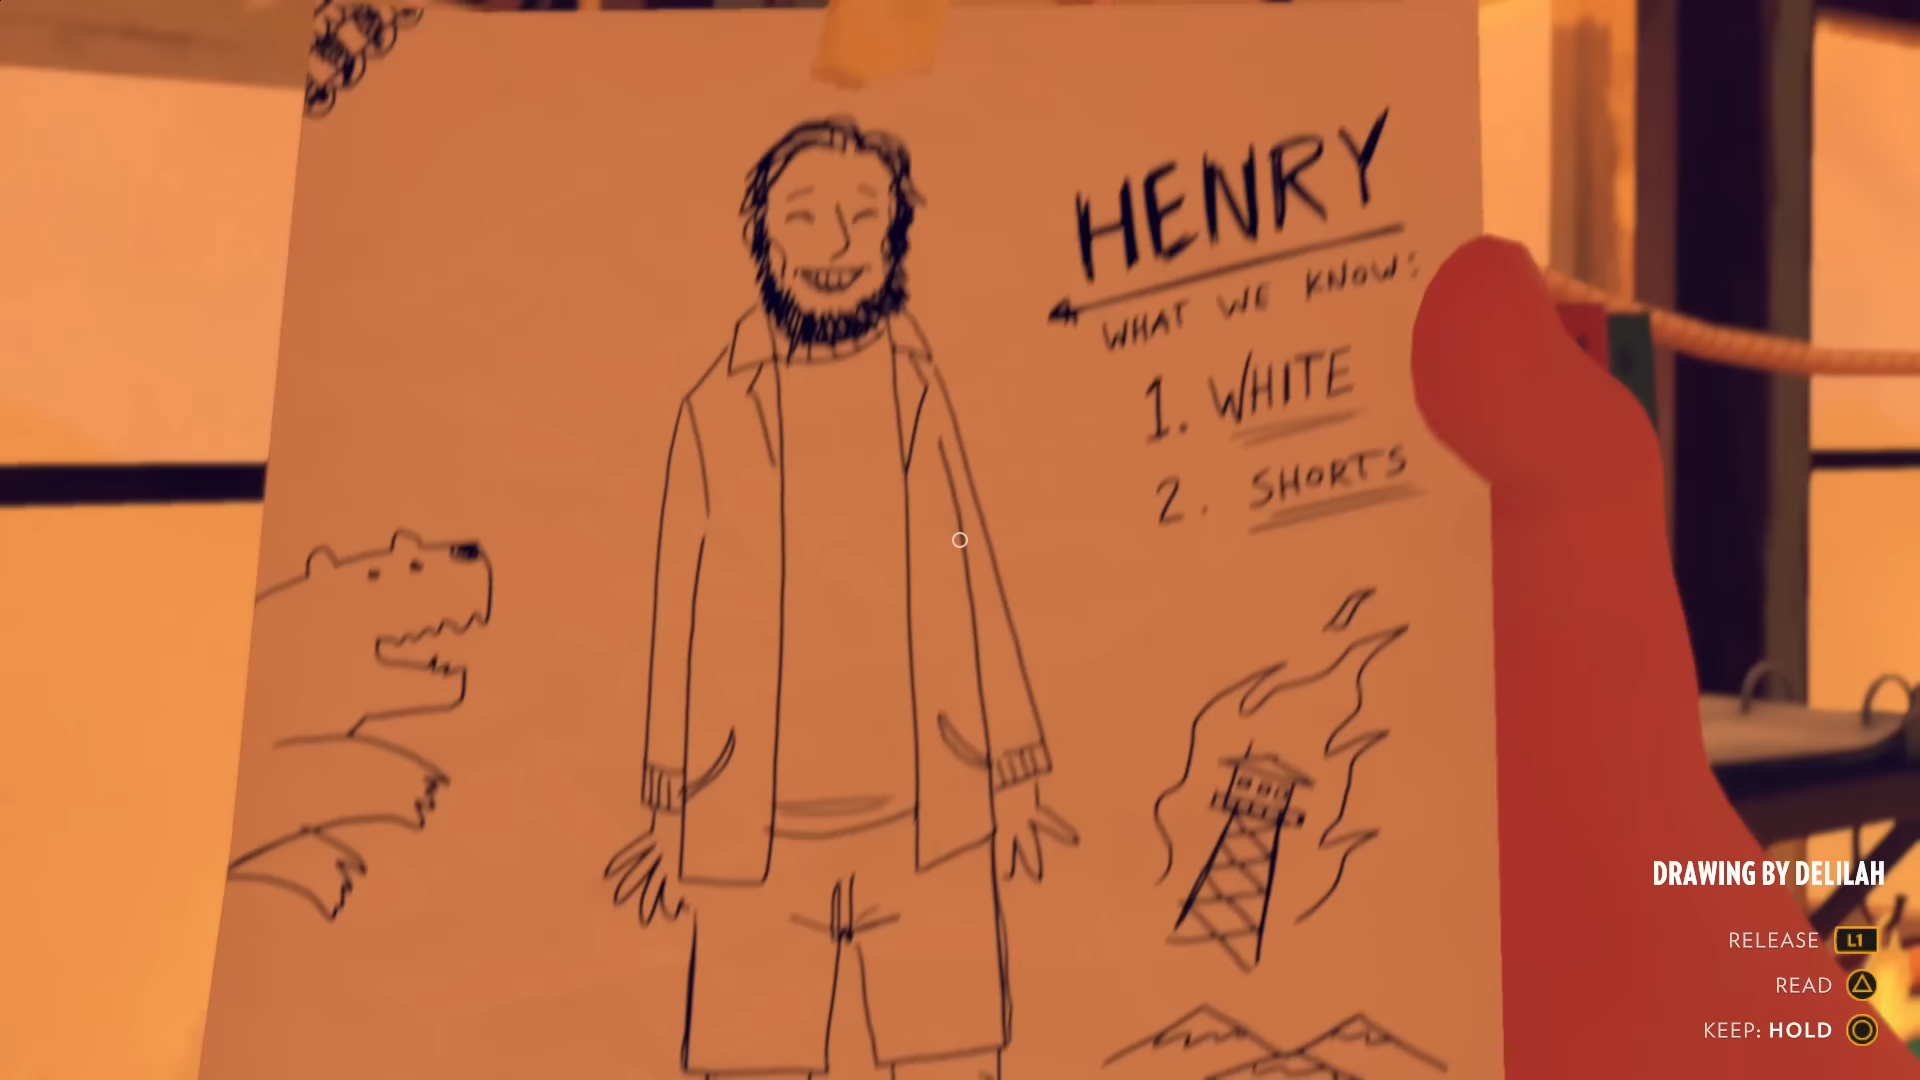 HENRY
WHAT WE KNOW:
1. WHITE
2. SHORTS
DRAWING BY DELILAH
RELEASE L1
READ
KEEP: HOLD